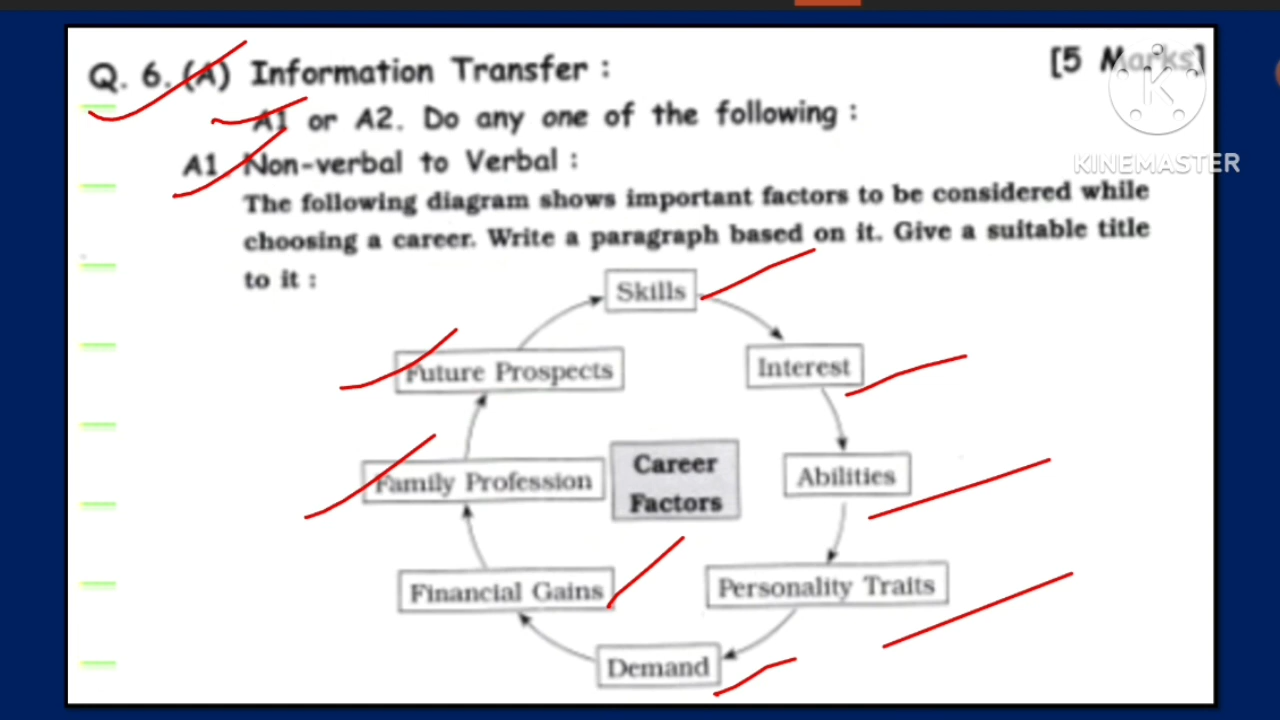 Q. 6. (A) Information Transfer : [5 Marks]
A1 or A2. Do any one of the following :
A1 Non-verbal to Verbal :
The following diagram shows important factors to be considered while
choosing a career. Write a paragraph based on it. Give a suitable title
to it :
Skills
Future Prospects
Interest
Career
Factors
Family Profession
Abilities
Financial Gains
Personality Traits
Demand
K
KINEMASTER